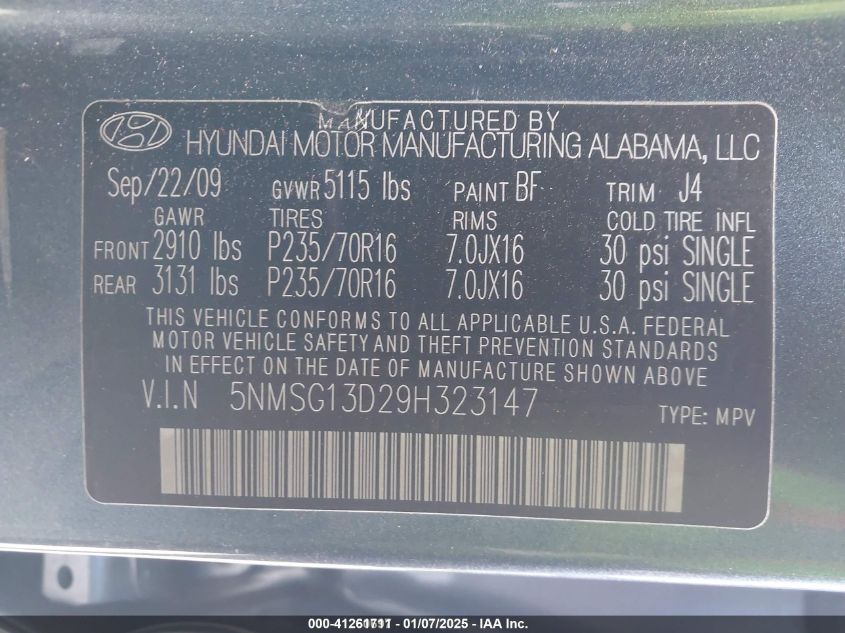 MANUFACTURED BY
HYUNDAI MOTOR MANUFACTURING ALABAMA, LLC
Sep/22/09 GVWR 5115 lbs PAINT BF TRIM J4
GAWR TIRES RIMS COLD TIRE INFL
FRONT 2910 lbs P235/70R16 7.0JX16 30 psi SINGLE
REAR 3131 lbs P235/70R16 7.0JX16 30 psi SINGLE
THIS VEHICLE CONFORMS TO ALL APPLICABLE U.S.A. FEDERAL
MOTOR VEHICLE SAFETY AND THEFT PREVENTION STANDARDS
IN EFFECT ON THE DATE OF MANUFACTURE SHOWN ABOVE
V.I.N 5NMSG13D29H323147
TYPE: MPV
01/07/2025 - IAA Inc.